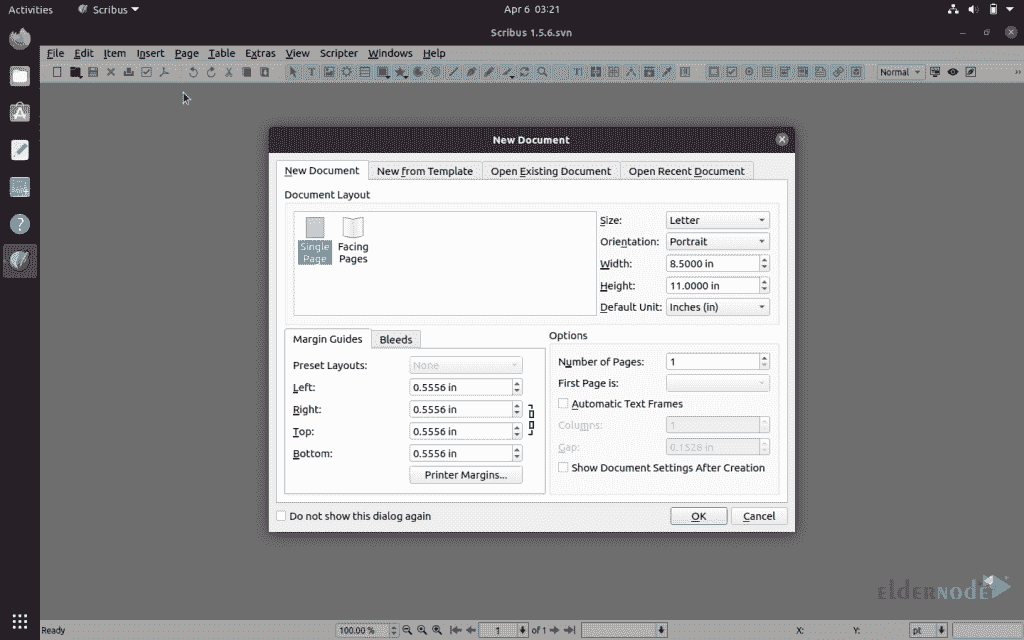 Activities Scribus Apr 6 03:21
Scribus 1.5.6.svn
File Edit Item Insert Page Table Extras View Scripter Windows Help
Normal
New Document
New Document New from Template Open Existing Document Open Recent Document
Document Layout
Single Page
Facing Pages
Size: Letter
Orientation: Portrait
Width: 8.5000 in
Height: 11.0000 in
Default Unit: Inches (in)
Margin Guides Bleeds
Preset Layouts: None
Left: 0.5556 in
Right: 0.5556 in
Top: 0.5556 in
Bottom: 0.5556 in
Printer Margins...
Options
Number of Pages: 1
First Page is:
Automatic Text Frames
Columns: 1
Gap: 0.1528 in
Show Document Settings After Creation
Do not show this dialog again
OK Cancel
elderNode
Ready 100.00 % 1 of 1 X: Y: pt